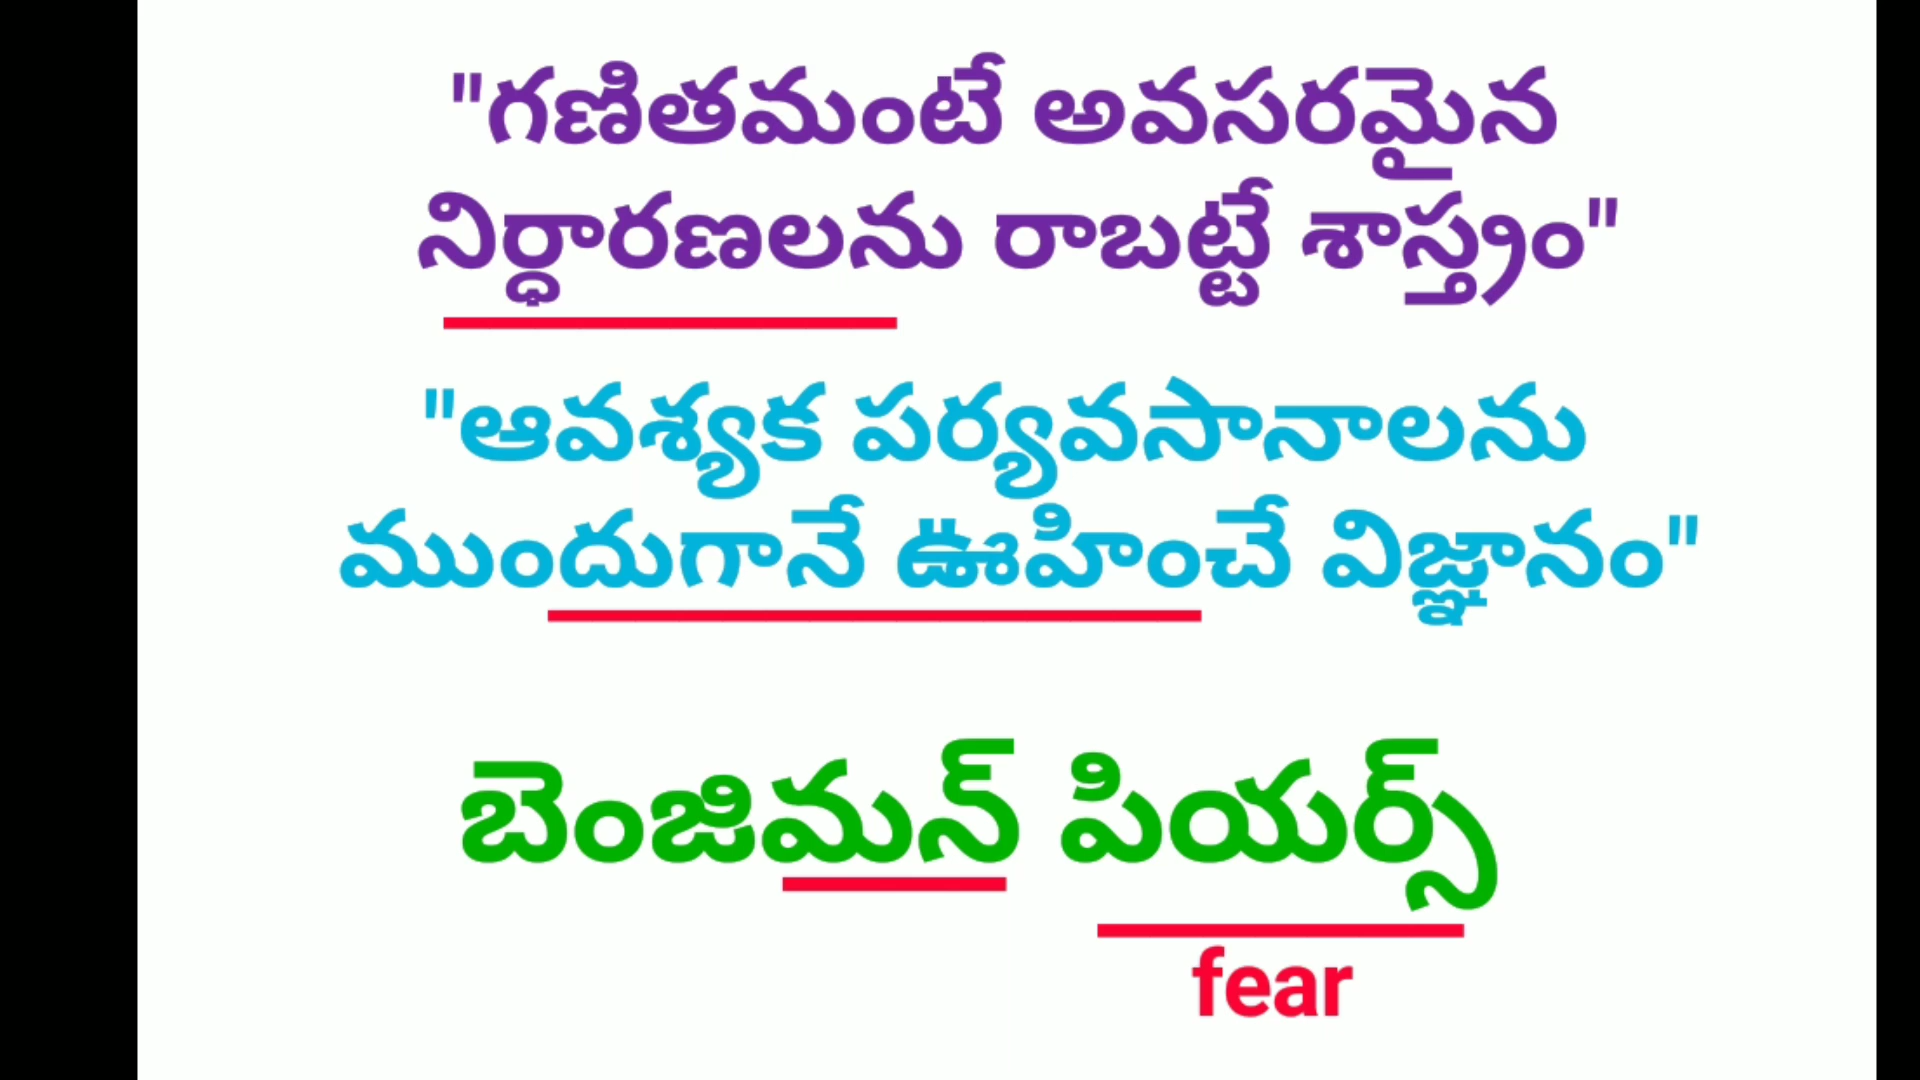 "గణితమంటే అవసరమైన
నిర్ధారణలను రాబట్టే శాస్త్రం"
"ఆవశ్యక పర్యవసానాలను
ముందుగానే ఊహించే విజ్ఞానం"
బెంజిమన్ పియర్స్
fear